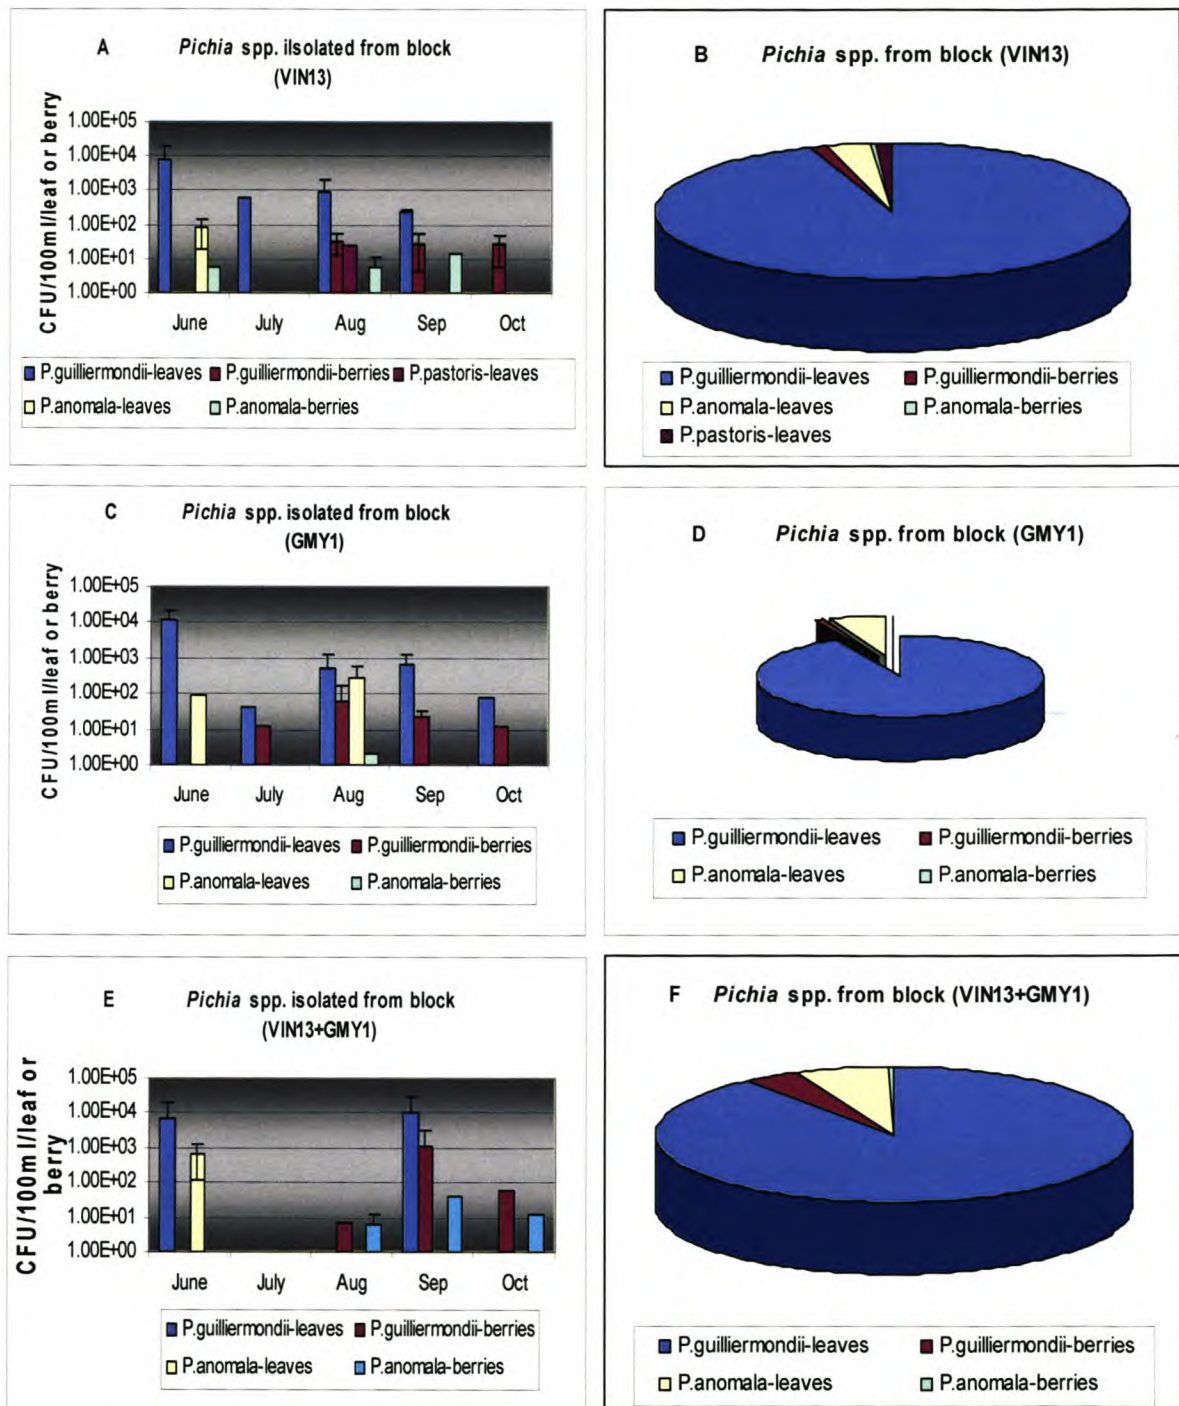 A Pichia spp. ilsolated from block
(VIN13)
CFU/100ml/leaf or berry
1.00E+05
1.00E+04
1.00E+03
1.00E+02
1.00E+01
1.00E+00
June July Aug Sep Oct
P.guilliermondii-leaves P.guilliermondii-berries P.pastoris-leaves
P.anomala-leaves P.anomala-berries
B Pichia spp. from block (VIN13)
P.guilliermondii-leaves P.guilliermondii-berries
P.anomala-leaves P.anomala-berries
P.pastoris-leaves
C Pichia spp. isolated from block
(GMY1)
CFU/100ml/leaf or berry
1.00E+05
1.00E+04
1.00E+03
1.00E+02
1.00E+01
1.00E+00
June July Aug Sep Oct
P.guilliermondii-leaves P.guilliermondii-berries
P.anomala-leaves P.anomala-berries
D Pichia spp. from block (GMY1)
P.guilliermondii-leaves P.guilliermondii-berries
P.anomala-leaves P.anomala-berries
E Pichia spp. isolated from block
(VIN13+GMY1)
CFU/100ml/leaf or
berry
1.00E+05
1.00E+04
1.00E+03
1.00E+02
1.00E+01
1.00E+00
June July Aug Sep Oct
P.guilliermondii-leaves P.guilliermondii-berries
P.anomala-leaves P.anomala-berries
F Pichia spp. from block (VIN13+GMY1)
P.guilliermondii-leaves P.guilliermondii-berries
P.anomala-leaves P.anomala-berries